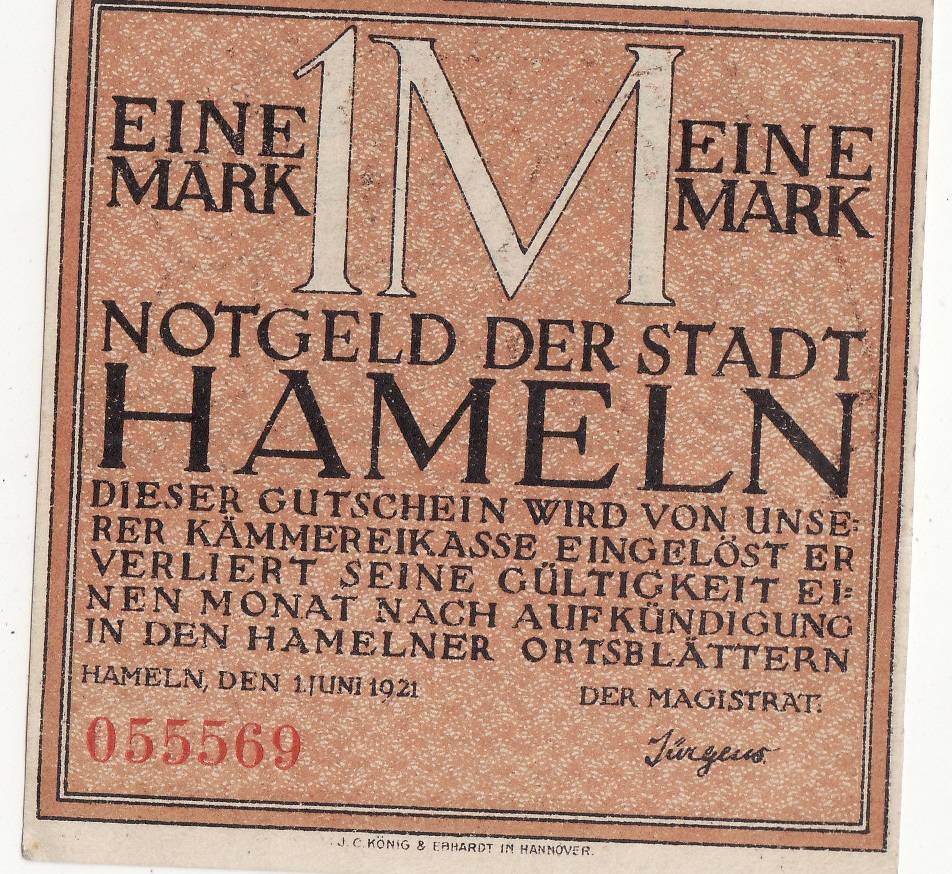 1M
EINE
MARK
EINE
MARK
NOTGELD DER STADT
HAMELN
DIESER GUTSCHEIN WIRD VON UNSE=
RER KÄMMEREIKASSE EINGELÖST ER
VERLIERT SEINE GÜLTIGKEIT EI=
NEN MONAT NACH AUFKÜNDIGUNG
IN DEN HAMELNER ORTSBLÄTTERN
HAMELN, DEN 1.JUNI 1921
DER MAGISTRAT.
055569
Jürgens.
J. C. KÖNIG & EBHARDT IN HANNOVER.